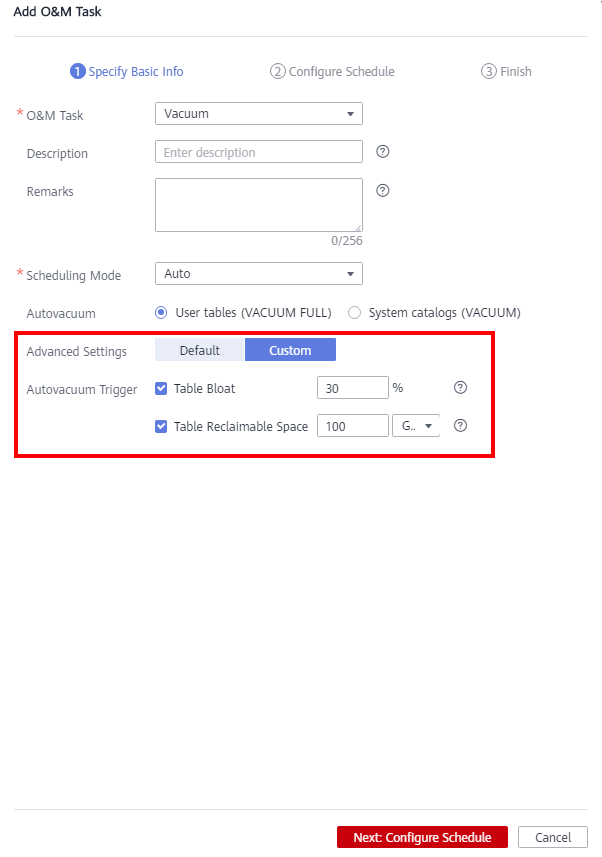 Add O&M Task
1 Specify Basic Info 2 Configure Schedule 3 Finish
* O&M Task Vacuum
Description Enter description ?
Remarks ?
0/256
* Scheduling Mode Auto
Autovacuum User tables (VACUUM FULL) System catalogs (VACUUM)
Advanced Settings Default Custom
Autovacuum Trigger Table Bloat 30 % ?
Table Reclaimable Space 100 G.. ?
Next: Configure Schedule Cancel